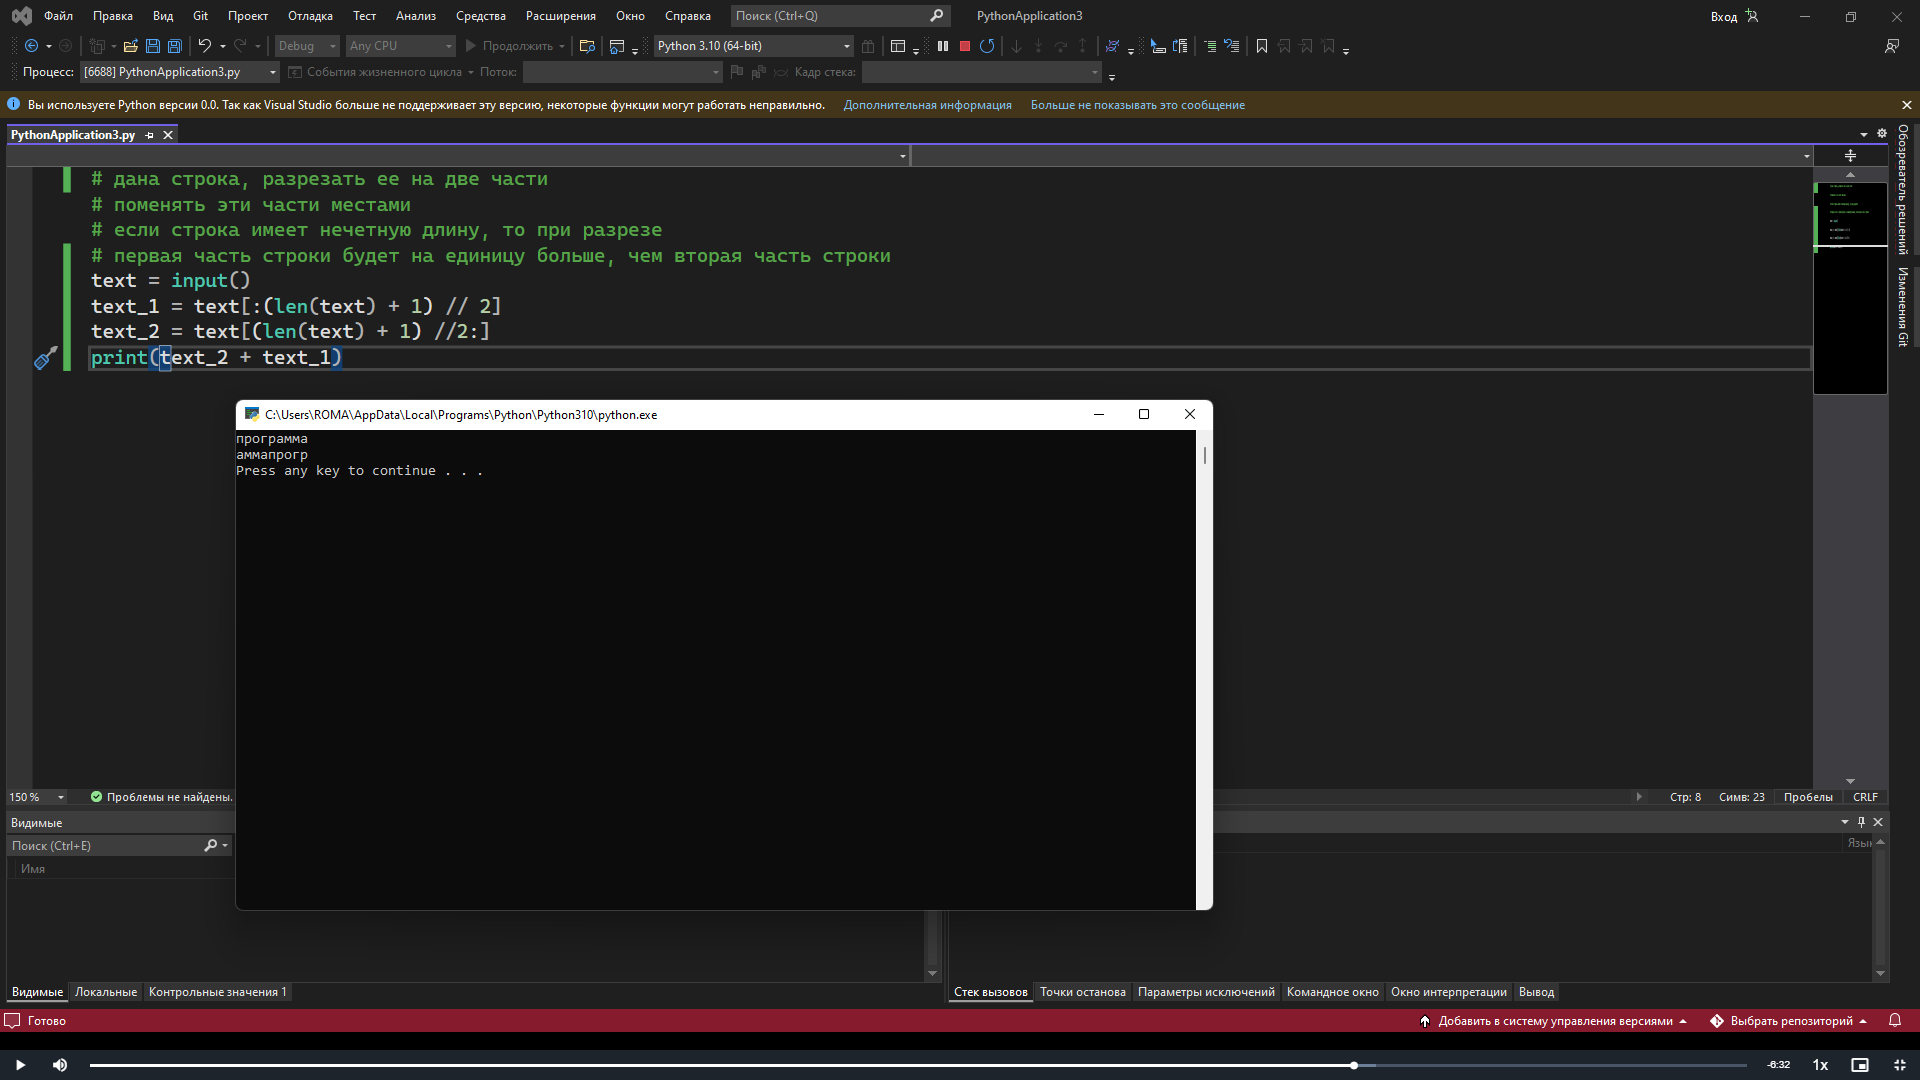 Файл Правка Вид Git Проект Отладка Тест Анализ Средства Расширения Окно Справка Поиск (Ctrl+Q) PythonApplication3 Вход
Debug Any CPU Продолжить Python 3.10 (64-bit)
Процесс: [6688] PythonApplication3.py События жизненного цикла Поток: Кадр стека:
Вы используете Python версии 0.0. Так как Visual Studio больше не поддерживает эту версию, некоторые функции могут работать неправильно. Дополнительная информация Больше не показывать это сообщение
PythonApplication3.py
# дана строка, разрезать ее на две части
# поменять эти части местами
# если строка имеет нечетную длину, то при разрезе
# первая часть строки будет на единицу больше, чем вторая часть строки
text = input()
text_1 = text[:(len(text) + 1) // 2]
text_2 = text[(len(text) + 1) //2:]
print(text_2 + text_1)
Обозреватель решений
Изменения Git
C:\Users\ROMA\AppData\Local\Programs\Python\Python310\python.exe
программа
аммапрогр
Press any key to continue . . .
150 % Проблемы не найдены. Стр: 8 Симв: 23 Пробелы CRLF
Видимые
Поиск (Ctrl+E)
Имя
Язык
Видимые Локальные Контрольные значения 1 Стек вызовов Точки останова Параметры исключений Командное окно Окно интерпретации Вывод
Готово Добавить в систему управления версиями Выбрать репозиторий
-6:32 1x